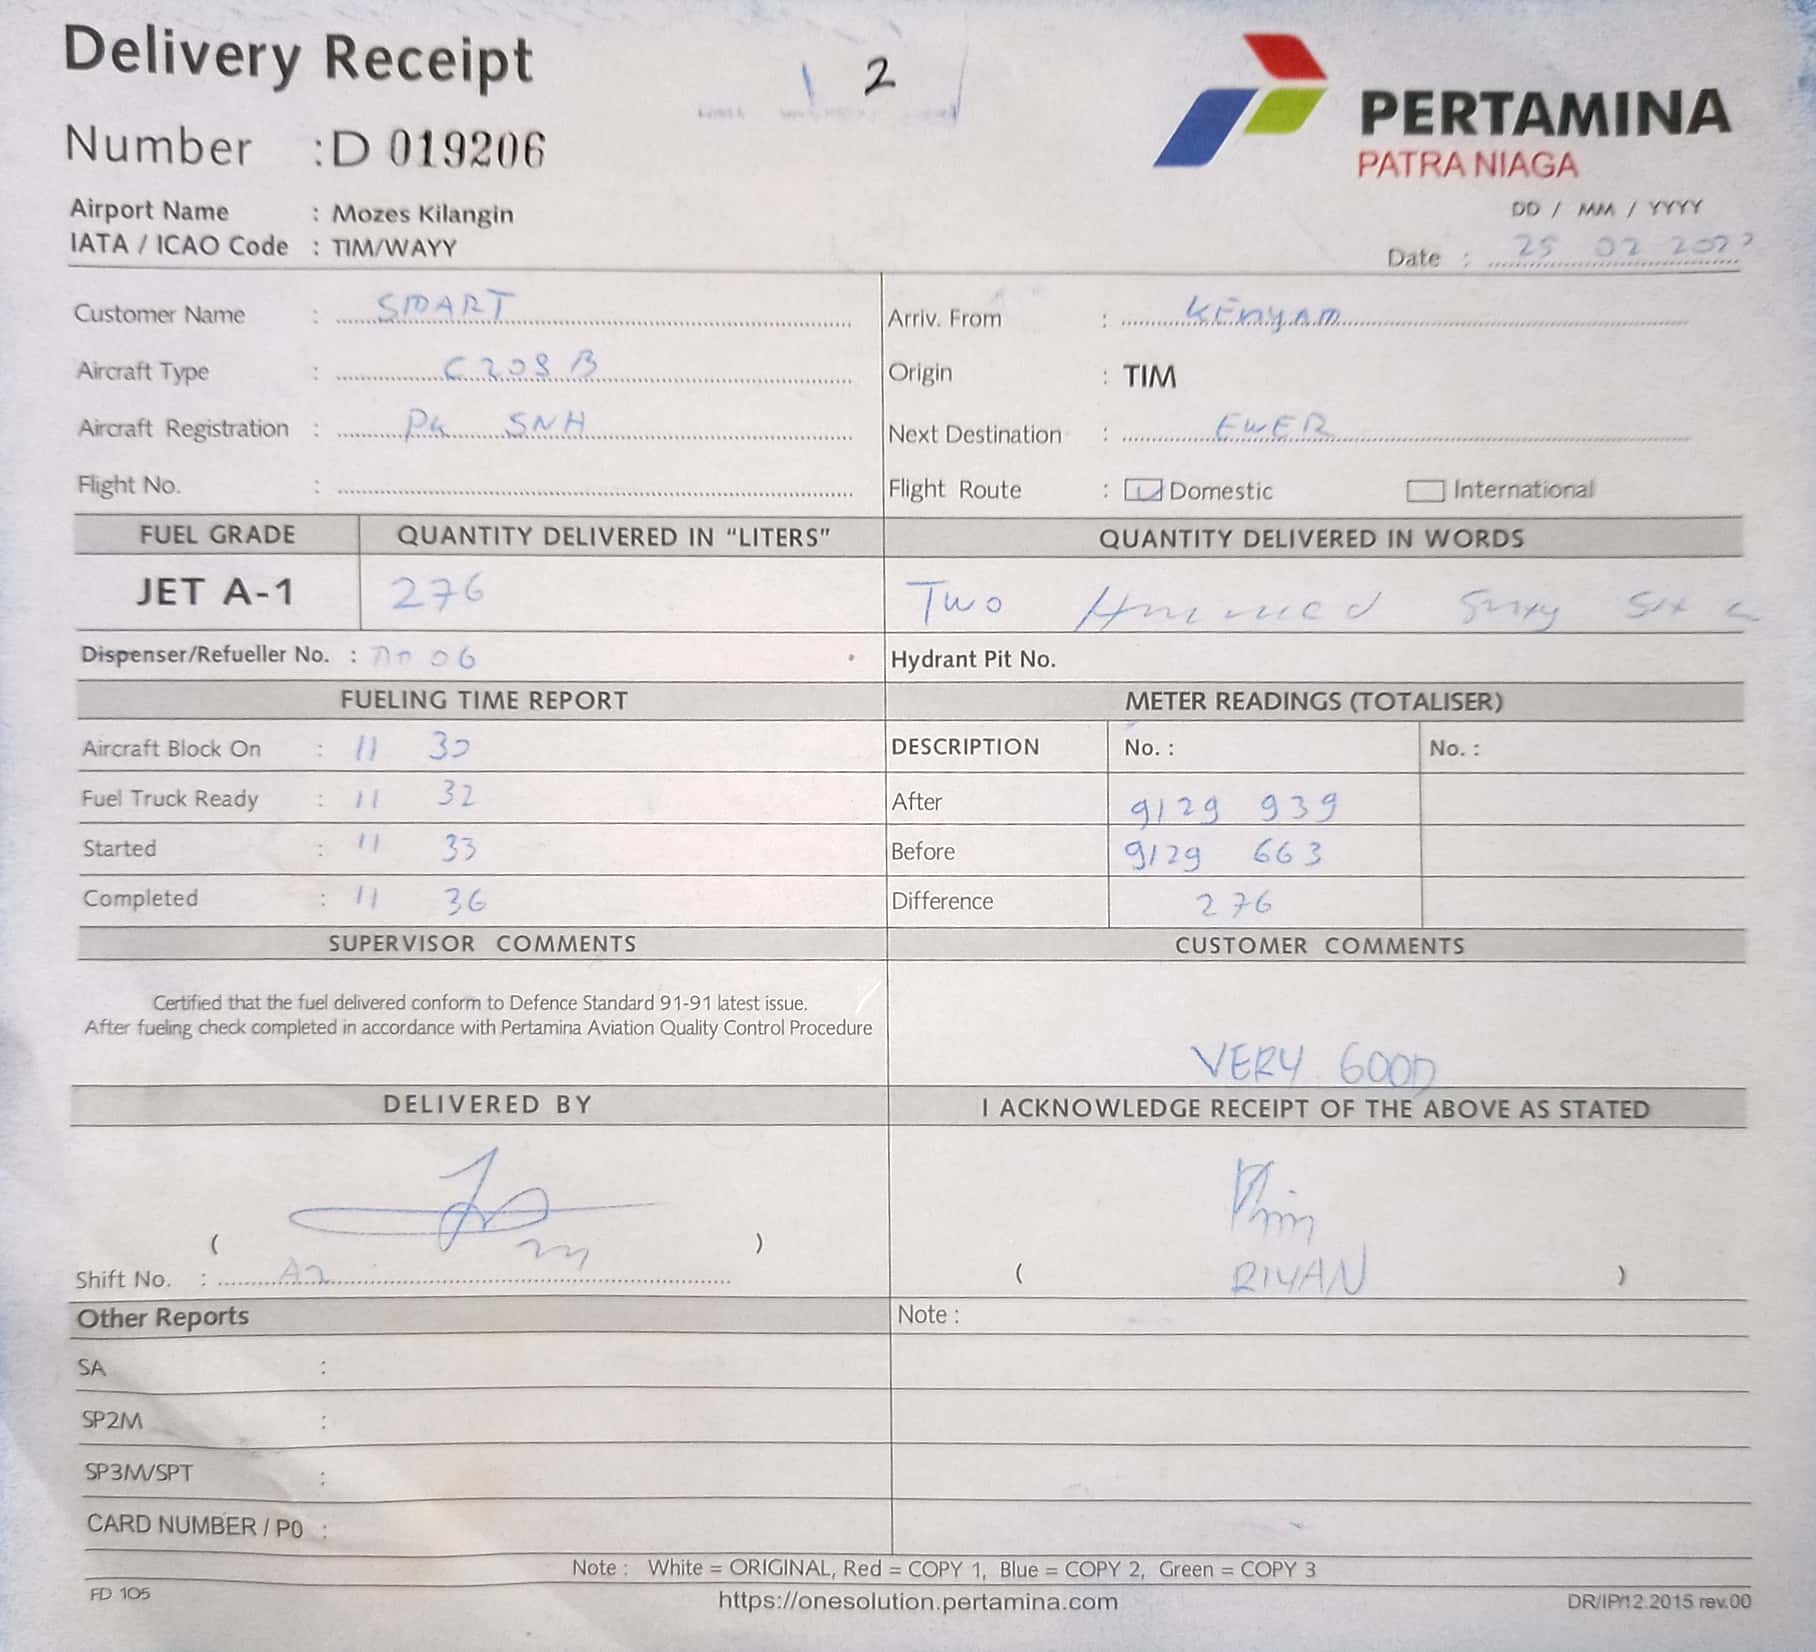 Delivery Receipt
2
PERTAMINA
PATRA NIAGA
Number : D 019206
Airport Name : Mozes Kilangin
IATA / ICAO Code : TIM/WAYY
DD / MM / YYYY
Date : 25 02 202
Customer Name : SMART
Arriv. From : KENYAM
Aircraft Type : C208B
Origin : TIM
Aircraft Registration : PK SNH
Next Destination : EWER
Flight No. :
Flight Route : Domestic International
FUEL GRADE QUANTITY DELIVERED IN "LITERS" QUANTITY DELIVERED IN WORDS
JET A-1 276 Two Hundred Six
Dispenser/Refueller No. : 06 Hydrant Pit No.
FUELING TIME REPORT METER READINGS (TOTALISER)
Aircraft Block On : 11 30 DESCRIPTION No. : No. :
Fuel Truck Ready : 11 32 After 9129 939
Started : 11 33 Before 9129 663
Completed : 11 36 Difference 276
SUPERVISOR COMMENTS CUSTOMER COMMENTS
Certified that the fuel delivered conform to Defence Standard 91-91 latest issue.
After fueling check completed in accordance with Pertamina Aviation Quality Control Procedure
VERY GOOD
DELIVERED BY I ACKNOWLEDGE RECEIPT OF THE ABOVE AS STATED
( )
Shift No. : A2
( RIYAN )
Other Reports Note :
SA :
SP2M :
SP3M/SPT :
CARD NUMBER / P0 :
Note : White = ORIGINAL, Red = COPY 1, Blue = COPY 2, Green = COPY 3
FD 105 https://onesolution.pertamina.com DR/IP/12.2015 rev.00